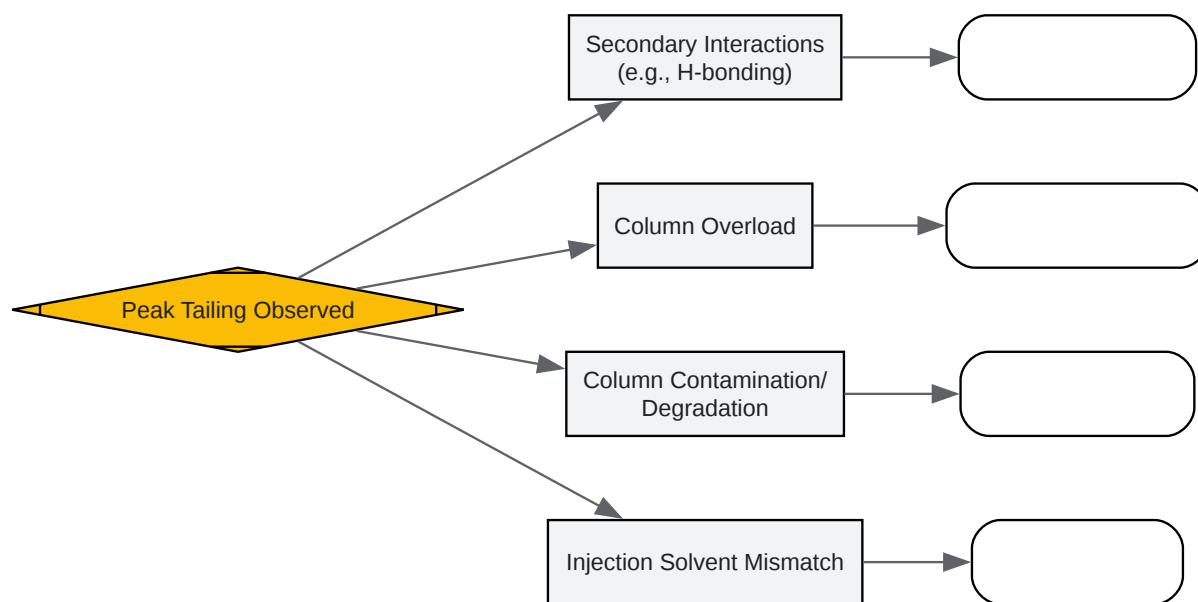 Secondary Interactions
(e.g., H-bonding)
Column Overload
Peak Tailing Observed
Column Contamination/
Degradation
Injection Solvent Mismatch